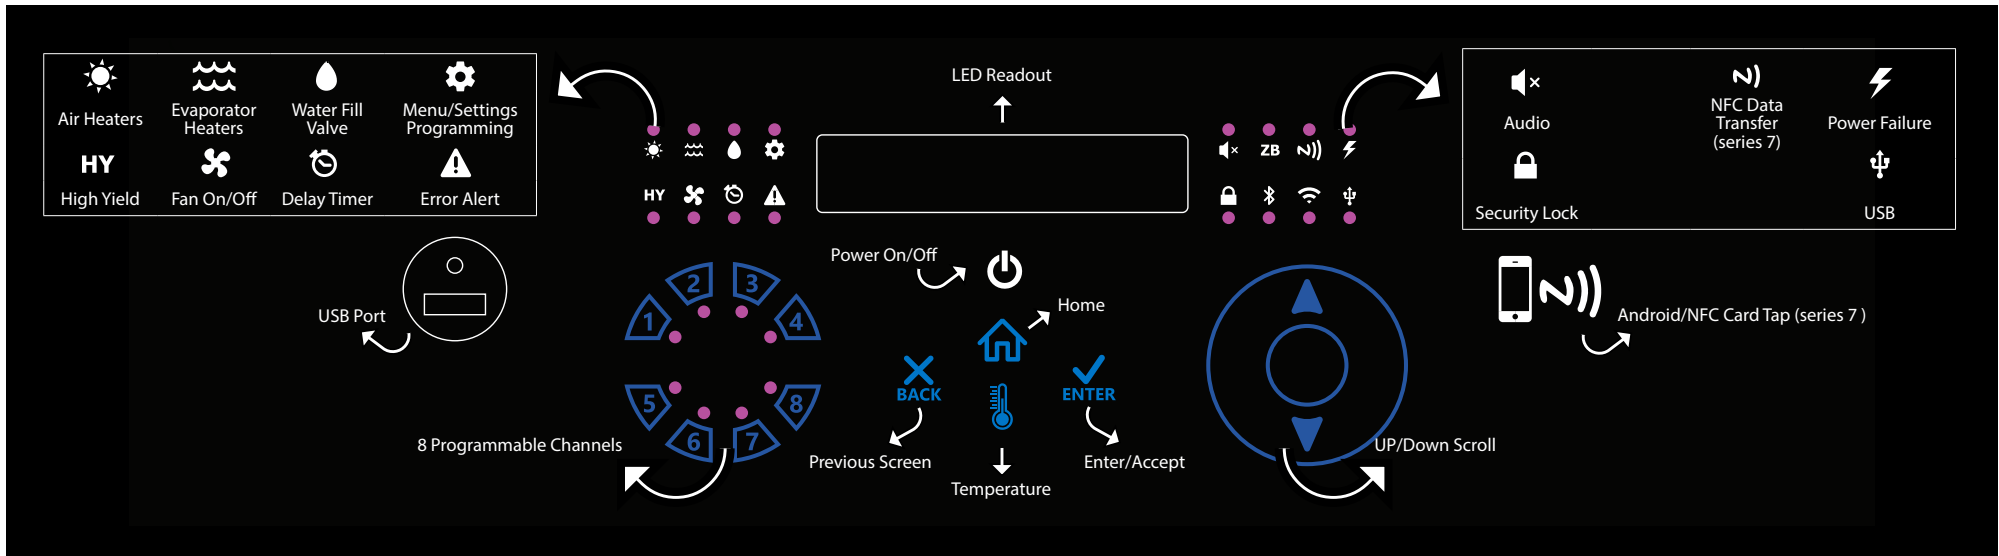 LED Readout
Air Heaters
Evaporator
Heaters
Water Fill
Valve
Menu/Settings
Programming
HY
High Yield
Fan On/Off
Delay Timer
Error Alert
HY
ZB
Audio
NFC Data
Transfer
(series 7)
Power Failure
Security Lock
USB
USB Port
Power On/Off
Home
Android/NFC Card Tap (series 7 )
1
2
3
4
5
6
7
8
BACK
ENTER
8 Programmable Channels
Previous Screen
Temperature
Enter/Accept
UP/Down Scroll